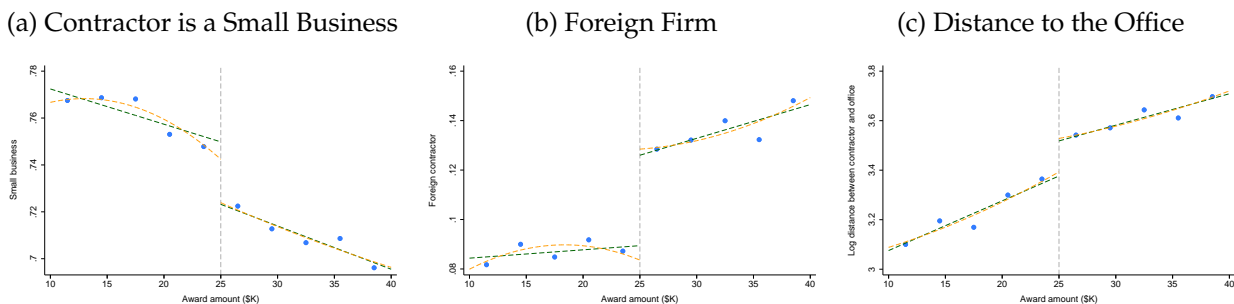 (a) Contractor is a Small Business
(b) Foreign Firm
(c) Distance to the Office
Small business
.78
.76
.74
.72
.7
10 15 20 25 30 35 40
Award amount ($K)
Foreign contractor
.16
.14
.12
.1
.08
10 15 20 25 30 35 40
Award amount ($K)
Log distance between contractor and office
3.8
3.6
3.4
3.2
3
10 15 20 25 30 35 40
Award amount ($K)